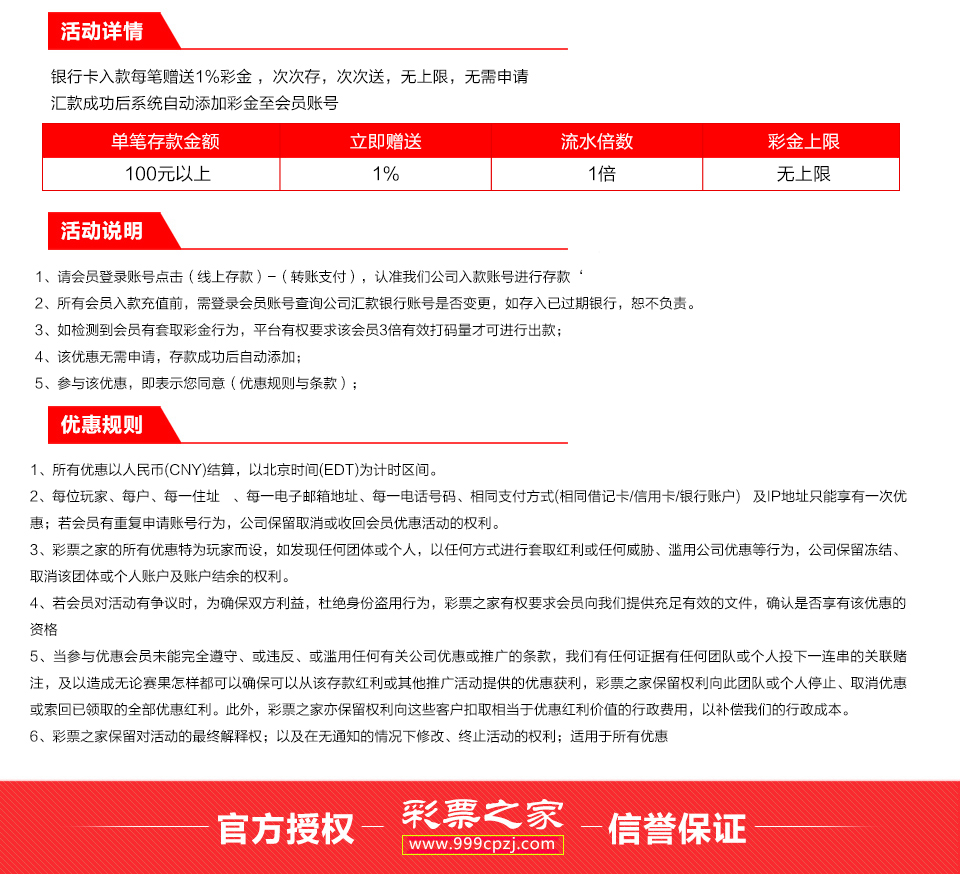 活动详情
银行卡入款每笔赠送1%彩金 ，次次存，次次送，无上限，无需申请
汇款成功后系统自动添加彩金至会员账号
单笔存款金额 立即赠送 流水倍数 彩金上限
100元以上 1% 1倍 无上限
活动说明
1、请会员登录账号点击（线上存款）-（转账支付），认准我们公司入款账号进行存款‘
2、所有会员入款充值前，需登录会员账号查询公司汇款银行账号是否变更，如存入已过期银行，恕不负责。
3、如检测到会员有套取彩金行为，平台有权要求该会员3倍有效打码量才可进行出款；
4、该优惠无需申请，存款成功后自动添加；
5、参与该优惠，即表示您同意（优惠规则与条款）；
优惠规则
1、所有优惠以人民币(CNY)结算，以北京时间(EDT)为计时区间。
2、每位玩家、每户、每一住址 、每一电子邮箱地址、每一电话号码、相同支付方式(相同借记卡/信用卡/银行账户) 及IP地址只能享有一次优
惠；若会员有重复申请账号行为，公司保留取消或收回会员优惠活动的权利。
3、彩票之家的所有优惠特为玩家而设，如发现任何团体或个人，以任何方式进行套取红利或任何威胁、滥用公司优惠等行为，公司保留冻结、
取消该团体或个人账户及账户结余的权利。
4、若会员对活动有争议时，为确保双方利益，杜绝身份盗用行为，彩票之家有权要求会员向我们提供充足有效的文件，确认是否享有该优惠的
资格
5、当参与优惠会员未能完全遵守、或违反、或滥用任何有关公司优惠或推广的条款，我们有任何证据有任何团队或个人投下一连串的关联赌
注，及以造成无论赛果怎样都可以确保可以从该存款红利或其他推广活动提供的优惠获利，彩票之家保留权利向此团队或个人停止、取消优惠
或索回已领取的全部优惠红利。此外，彩票之家亦保留权利向这些客户扣取相当于优惠红利价值的行政费用，以补偿我们的行政成本。
6、彩票之家保留对活动的最终解释权；以及在无通知的情况下修改、终止活动的权利；适用于所有优惠
官方授权 彩票之家 信誉保证
www.999cpzj.com